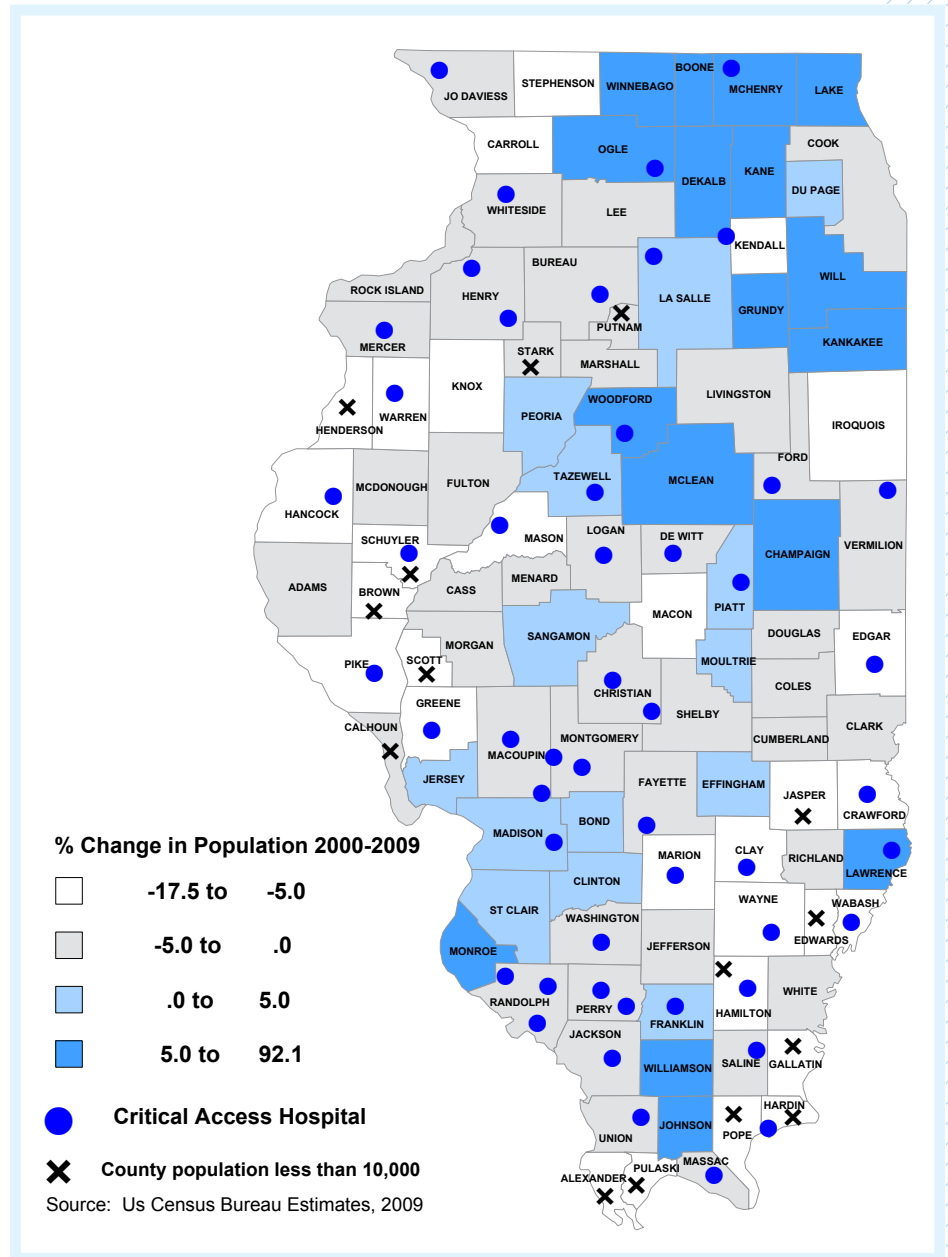 JO DAVIESS
STEPHENSON
WINNEBAGO
BOONE
MCHENRY
LAKE
CARROLL
OGLE
DEKALB
KANE
COOK
DU PAGE
WHITESIDE
LEE
KENDALL
ROCK ISLAND
HENRY
BUREAU
LA SALLE
GRUNDY
WILL
MERCER
PUTNAM
KANKAKEE
STARK
MARSHALL
HENDERSON
WARREN
KNOX
PEORIA
WOODFORD
LIVINGSTON
IROQUOIS
FORD
HANCOCK
MCDONOUGH
FULTON
TAZEWELL
MCLEAN
SCHUYLER
MASON
LOGAN
DE WITT
CHAMPAIGN
VERMILION
ADAMS
BROWN
CASS
MENARD
PIATT
MACON
PIKE
SCOTT
MORGAN
SANGAMON
MOULTRIE
DOUGLAS
EDGAR
COLES
CALHOUN
GREENE
CHRISTIAN
SHELBY
CUMBERLAND
CLARK
JERSEY
MACOUPIN
MONTGOMERY
FAYETTE
EFFINGHAM
JASPER
CRAWFORD
MADISON
BOND
CLAY
RICHLAND
LAWRENCE
MARION
CLINTON
ST CLAIR
WAYNE
WABASH
EDWARDS
WASHINGTON
JEFFERSON
MONROE
RANDOLPH
PERRY
HAMILTON
WHITE
FRANKLIN
JACKSON
WILLIAMSON
SALINE
GALLATIN
UNION
JOHNSON
POPE
HARDIN
ALEXANDER
PULASKI
MASSAC
% Change in Population 2000-2009
-17.5 to -5.0
-5.0 to .0
.0 to 5.0
5.0 to 92.1
Critical Access Hospital
County population less than 10,000
Source: Us Census Bureau Estimates, 2009